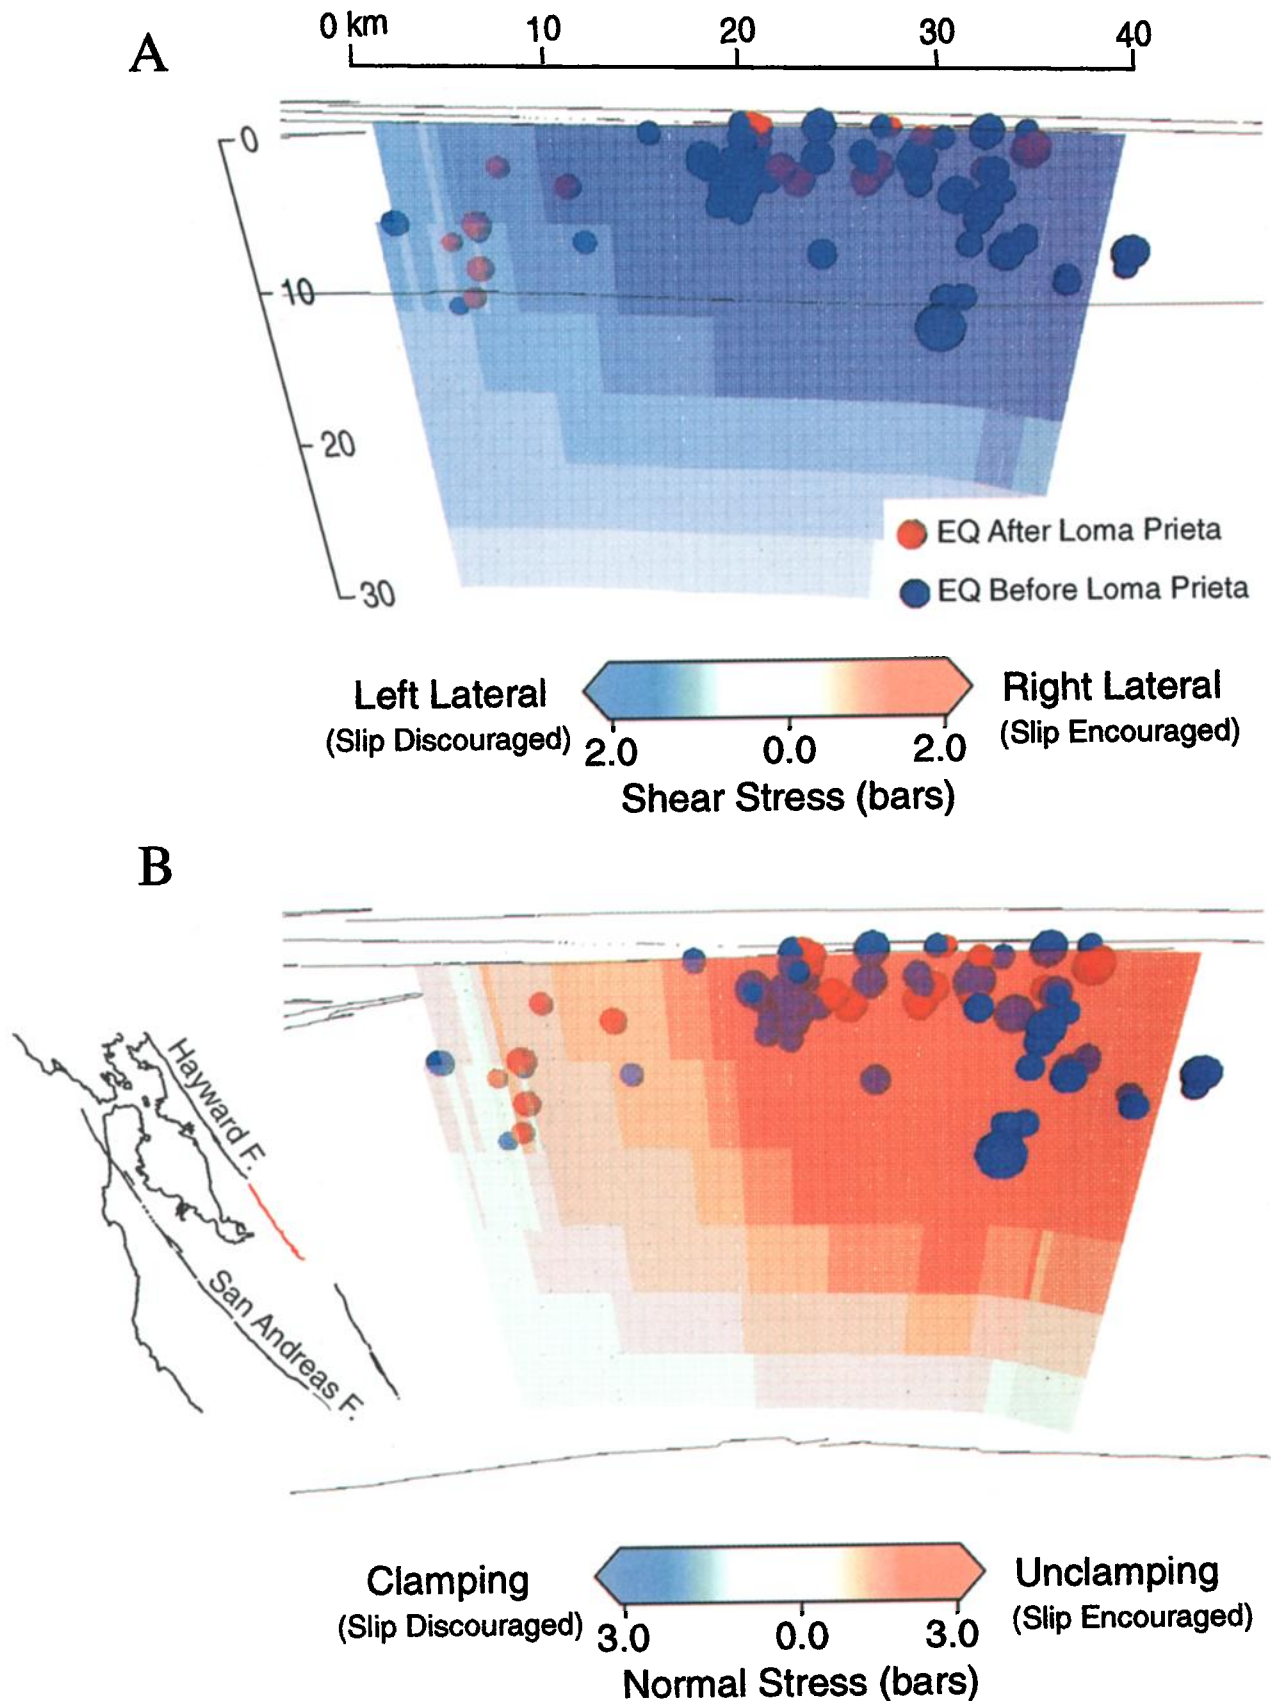 A
0 km 10 20 30 40
0
10
20
30
EQ After Loma Prieta
EQ Before Loma Prieta
Left Lateral
(Slip Discouraged)
Right Lateral
(Slip Encouraged)
2.0 0.0 2.0
Shear Stress (bars)
B
Hayward F.
San Andreas F.
Clamping
(Slip Discouraged)
Unclamping
(Slip Encouraged)
3.0 0.0 3.0
Normal Stress (bars)